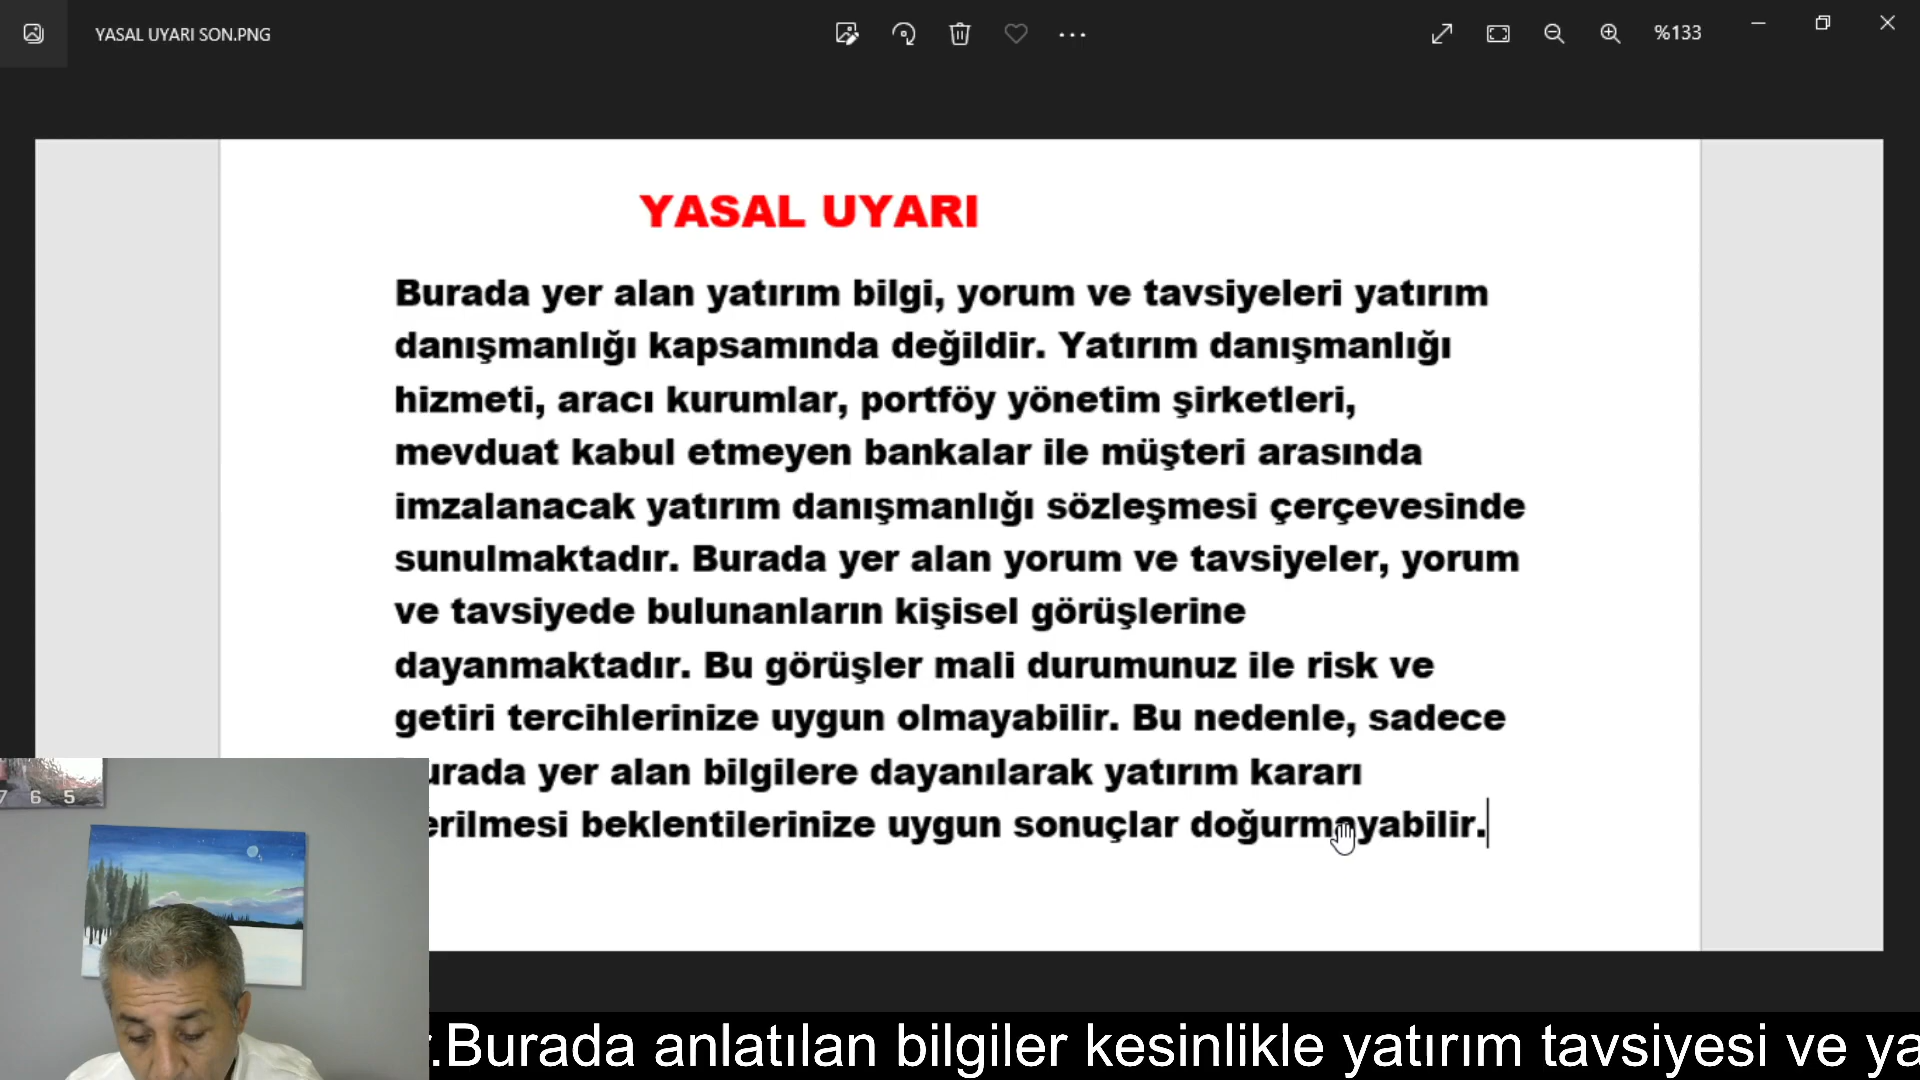 YASAL UYARI SON.PNG
%133
YASAL UYARI
Burada yer alan yatırım bilgi, yorum ve tavsiyeleri yatırım
danışmanlığı kapsamında değildir. Yatırım danışmanlığı
hizmeti, aracı kurumlar, portföy yönetim şirketleri,
mevduat kabul etmeyen bankalar ile müşteri arasında
imzalanacak yatırım danışmanlığı sözleşmesi çerçevesinde
sunulmaktadır. Burada yer alan yorum ve tavsiyeler, yorum
ve tavsiyede bulunanların kişisel görüşlerine
dayanmaktadır. Bu görüşler mali durumunuz ile risk ve
getiri tercihlerinize uygun olmayabilir. Bu nedenle, sadece
urada yer alan bilgilere dayanılarak yatırım kararı
erilmesi beklentilerinize uygun sonuçlar doğurmayabilir.
7 6 5
.Burada anlatılan bilgiler kesinlikle yatırım tavsiyesi ve ya